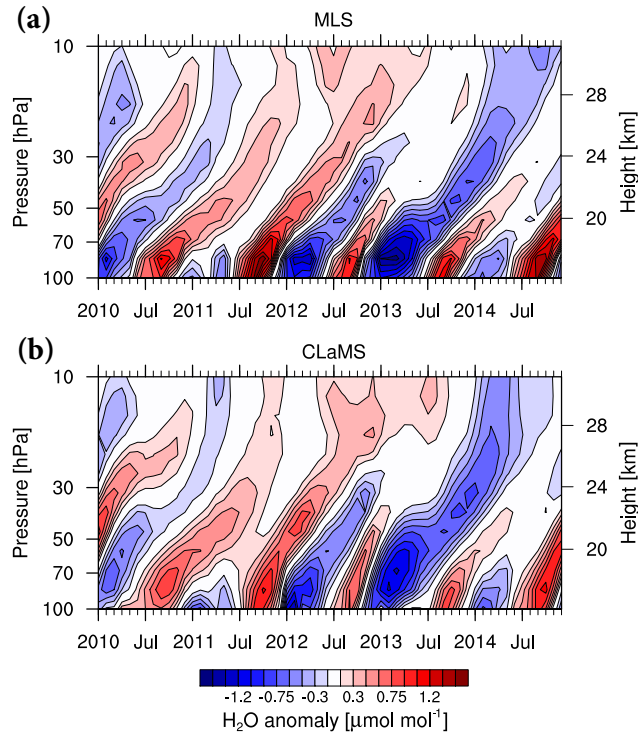 (a)
MLS
Pressure [hPa]
10
30
50
70
100
Height [km]
28
24
20
2010 Jul 2011 Jul 2012 Jul 2013 Jul 2014 Jul
(b)
CLaMS
Pressure [hPa]
10
30
50
70
100
Height [km]
28
24
20
2010 Jul 2011 Jul 2012 Jul 2013 Jul 2014 Jul
-1.2 -0.75 -0.3 0.3 0.75 1.2
H₂O anomaly [μmol mol⁻¹]